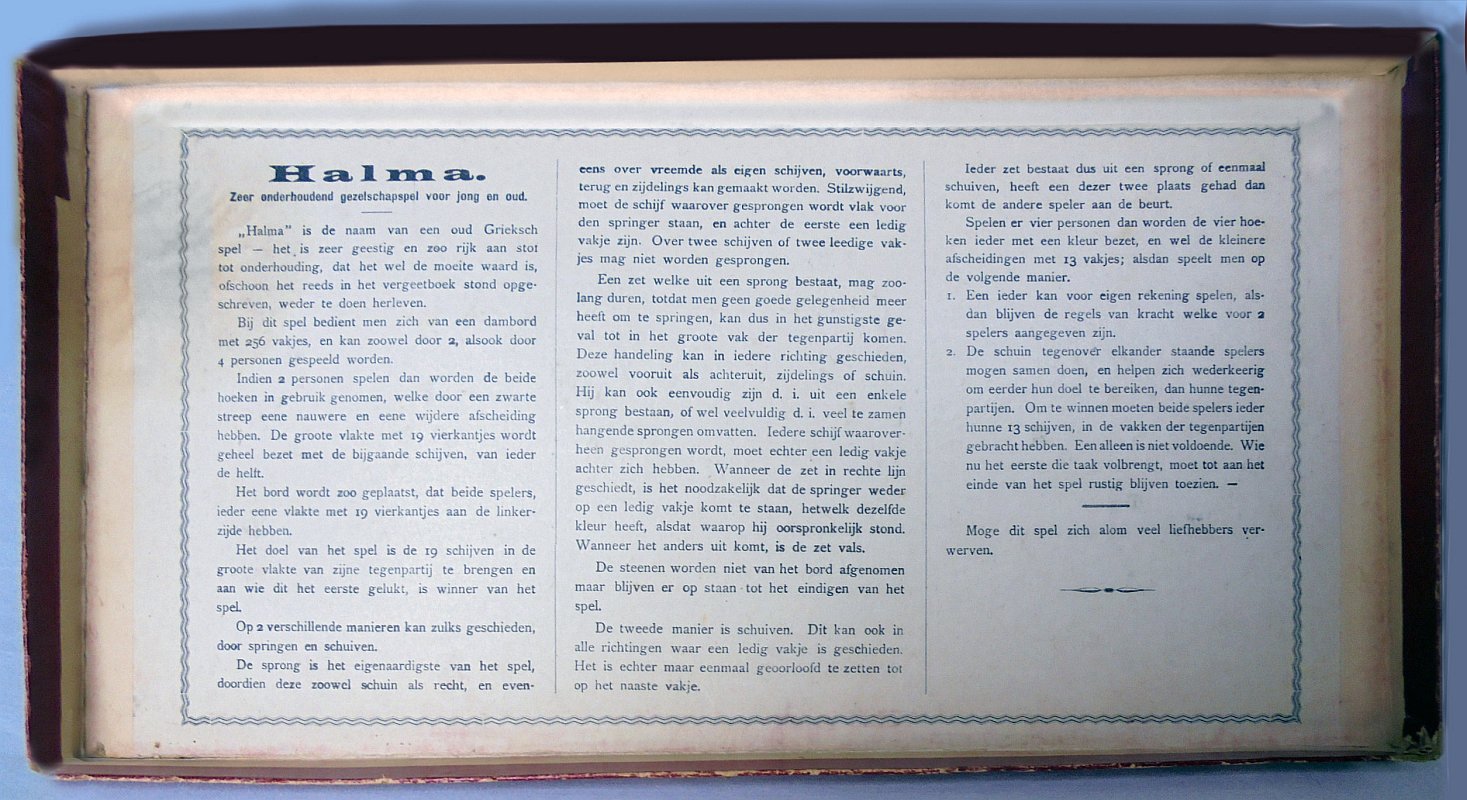 Halma.
Zeer onderhoudend gezelschapspel voor jong en oud.
„Halma” is de naam van een oud Grieksch
spel — het is zeer geestig en zoo rijk aan stof
tot onderhouding, dat het wel de moeite waard is,
ofschoon het reeds in het vergeetboek stond opge-
schreven, weder te doen herleven.
Bij dit spel bedient men zich van een dambord
met 256 vakjes, en kan zoowel door 2, alsook door
4 personen gespeeld worden.
Indien 2 personen spelen dan worden de beide
hoeken in gebruik genomen, welke door een zwarte
streep eene nauwere en eene wijdere afscheiding
hebben. De groote vlakte met 19 vierkantjes wordt
geheel bezet met de bijgaande schijven, van ieder
de helft.
Het bord wordt zoo geplaatst, dat beide spelers,
ieder eene vlakte met 19 vierkantjes aan de linker-
zijde hebben.
Het doel van het spel is de 19 schijven in de
groote vlakte van zijne tegenpartij te brengen en
aan wie dit het eerste gelukt, is winner van het
spel.
Op 2 verschillende manieren kan zulks geschieden,
door springen en schuiven.
De sprong is het eigenaardigste van het spel,
doordien deze zoowel schuin als recht, en even-
eens over vreemde als eigen schijven, voorwaarts,
terug en zijdelings kan gemaakt worden. Stilzwijgend,
moet de schijf waarover gesprongen wordt vlak voor
den springer staan, en achter de eerste een ledig
vakje zijn. Over twee schijven of twee leedige vak-
jes mag niet worden gesprongen.
Een zet welke uit een sprong bestaat, mag zoo-
lang duren, totdat men geen goede gelegenheid meer
heeft om te springen, kan dus in het gunstigste ge-
val tot in het groote vak der tegenpartij komen.
Deze handeling kan in iedere richting geschieden,
zoowel vooruit als achteruit, zijdelings of schuin.
Hij kan ook eenvoudig zijn d. i. uit een enkele
sprong bestaan, of wel veelvuldig d. i. veel te zamen
hangende sprongen omvatten. Iedere schijf waarover-
heen gesprongen wordt, moet echter een ledig vakje
achter zich hebben. Wanneer de zet in rechte lijn
geschiedt, is het noodzakelijk dat de springer weder
op een ledig vakje komt te staan, hetwelk dezelfde
kleur heeft, alsdat waarop hij oorspronkelijk stond.
Wanneer het anders uit komt, is de zet vals.
De steenen worden niet van het bord afgenomen
maar blijven er op staan tot het eindigen van het
spel.
De tweede manier is schuiven. Dit kan ook in
alle richtingen waar een ledig vakje is geschieden.
Het is echter maar eenmaal geoorloofd te zetten tot
op het naaste vakje.
Ieder zet bestaat dus uit een sprong of eenmaal
schuiven, heeft een dezer twee plaats gehad dan
komt de andere speler aan de beurt.
Spelen er vier personen dan worden de vier hoe-
ken ieder met een kleur bezet, en wel de kleinere
afscheidingen met 13 vakjes; alsdan speelt men op
de volgende manier.
1. Een ieder kan voor eigen rekening spelen, als-
dan blijven de regels van kracht welke voor 2
spelers aangegeven zijn.
2. De schuin tegenover elkander staande spelers
mogen samen doen, en helpen zich wederkeerig
om eerder hun doel te bereiken, dan hunne tegen-
partijen. Om te winnen moeten beide spelers ieder
hunne 13 schijven, in de vakken der tegenpartijen
gebracht hebben. Een alleen is niet voldoende. Wie
nu het eerste die taak volbrengt, moet tot aan het
einde van het spel rustig blijven toezien. —
Moge dit spel zich alom veel liefhebbers ver-
werven.